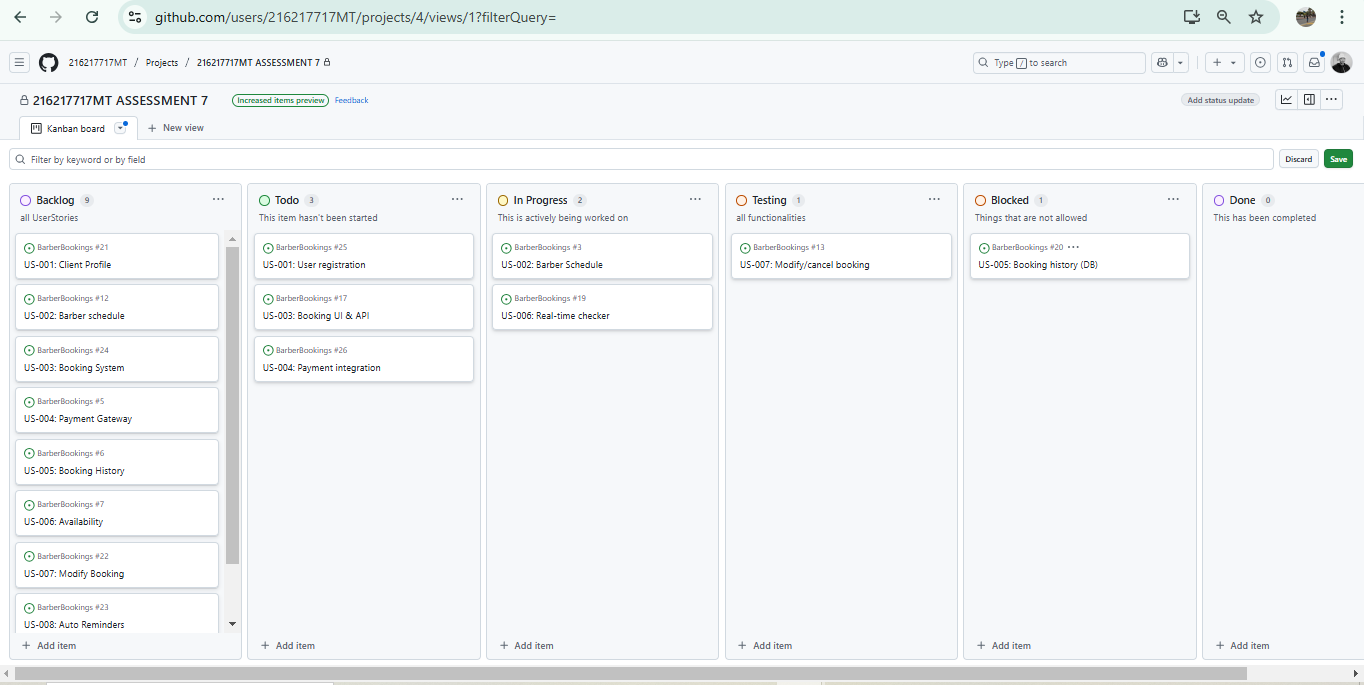 github.com/users/216217717MT/projects/4/views/1?filterQuery=
216217717MT / Projects / 216217717MT ASSESSMENT 7
Type / to search
216217717MT ASSESSMENT 7
Increased items preview
Feedback
Add status update
Kanban board
New view
Filter by keyword or by field
Discard
Save
Backlog 9
all UserStories
BarberBookings #21
US-001: Client Profile
BarberBookings #12
US-002: Barber schedule
BarberBookings #24
US-003: Booking System
BarberBookings #5
US-004: Payment Gateway
BarberBookings #6
US-005: Booking History
BarberBookings #7
US-006: Availability
BarberBookings #22
US-007: Modify Booking
BarberBookings #23
US-008: Auto Reminders
+ Add item
Todo 3
This item hasn't been started
BarberBookings #25
US-001: User registration
BarberBookings #17
US-003: Booking UI & API
BarberBookings #26
US-004: Payment integration
+ Add item
In Progress 2
This is actively being worked on
BarberBookings #3
US-002: Barber Schedule
BarberBookings #19
US-006: Real-time checker
+ Add item
Testing 1
all functionalities
BarberBookings #13
US-007: Modify/cancel booking
+ Add item
Blocked 1
Things that are not allowed
BarberBookings #20
US-005: Booking history (DB)
+ Add item
Done 0
This has been completed
+ Add item